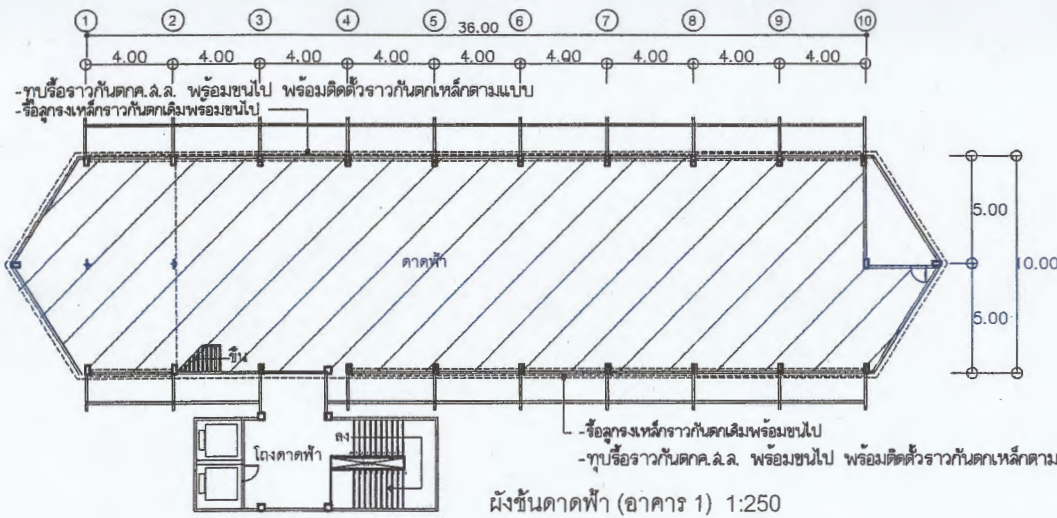 1 2 3 4 5 6 7 8 9 10
36.00
4.00 4.00 4.00 4.00 4.00 4.00 4.00 4.00 4.00
-ทุบรื้อราวกันตกค.ส.ล. พร้อมขนไป พร้อมติดตั้วราวกันตกเหล็กตามแบบ
-รื้อลูกรงเหล็กราวกันตกเดิมพร้อมขนไป
5.00
ดาดฟ้า
10.00
5.00
ขึ้น
-รื้อลูกรงเหล็กราวกันตกเดิมพร้อมขนไป
ลง
โถงดาดฟ้า
-ทุบรื้อราวกันตกค.ส.ล. พร้อมขนไป พร้อมติดตั้วราวกันตกเหล็กตาม
ผังชั้นดาดฟ้า (อาคาร 1) 1:250